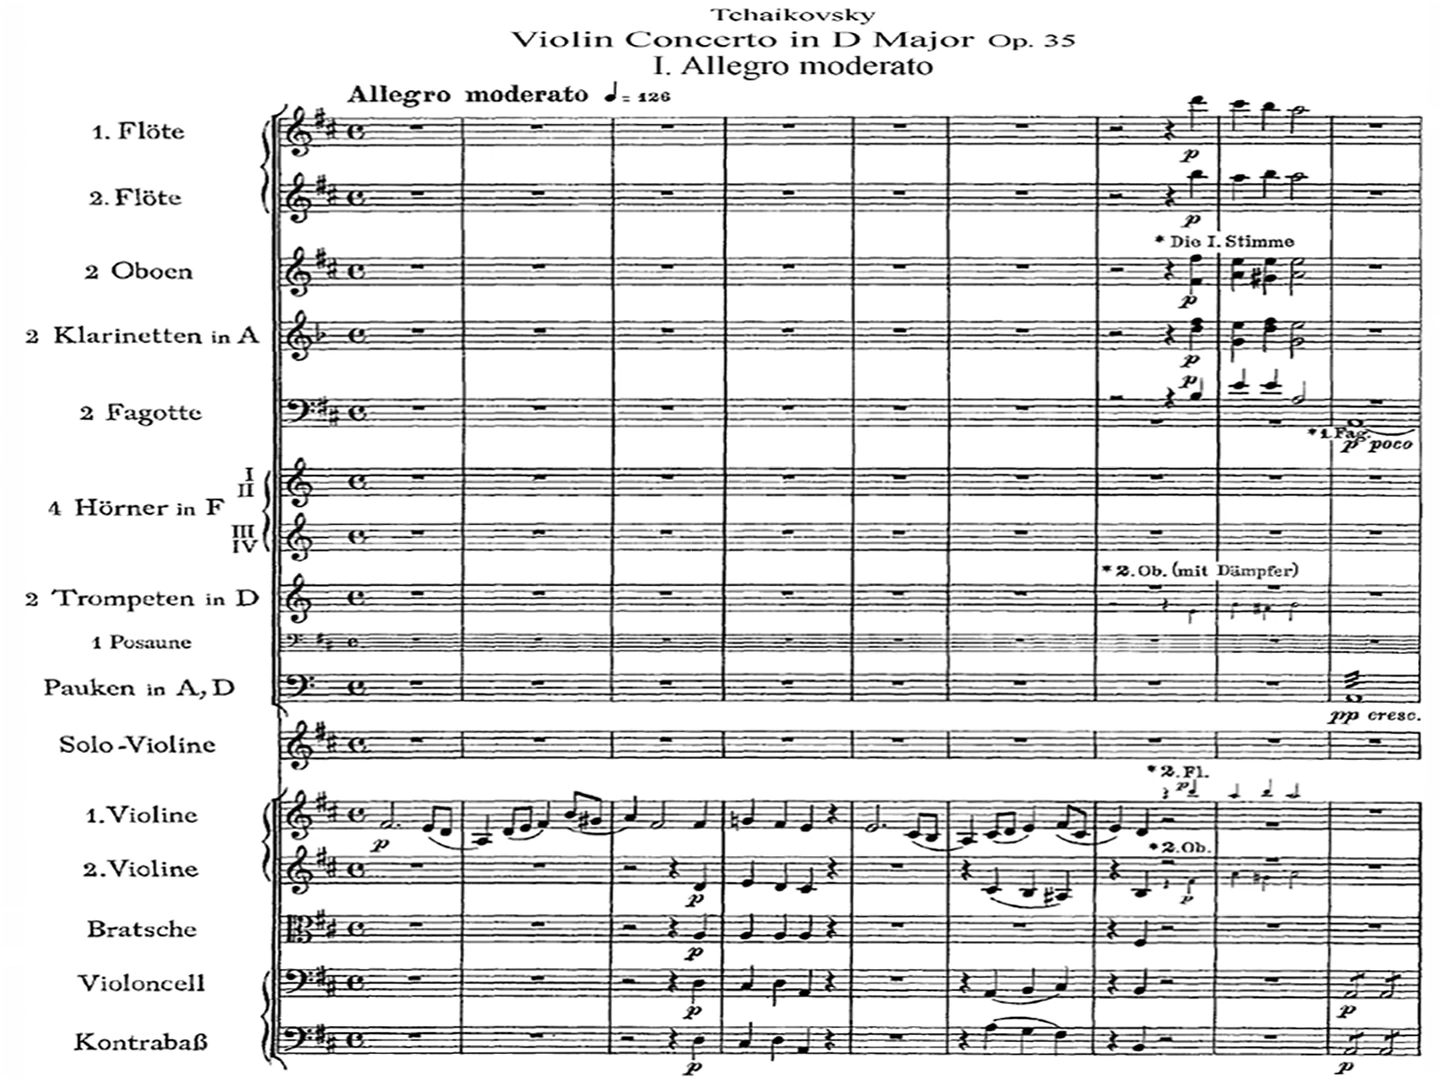 Tchaikovsky
Violin Concerto in D Major Op. 35
I. Allegro moderato
Allegro moderato ♩= 126
1. Flöte
p
2. Flöte
p
* Die I. Stimme
2 Oboen
p
2 Klarinetten in A
p
p
2 Fagotte
* 1. Fag.
p poco
I
II
4 Hörner in F
III
IV
* 2. Ob. (mit Dämpfer)
2 Trompeten in D
1 Posaune
Pauken in A, D
pp cresc.
Solo-Violine
* 2. Fl.
p
1. Violine
p
* 2. Ob.
2. Violine
p
p
Bratsche
p
Violoncell
p
p
Kontrabaß
p
p